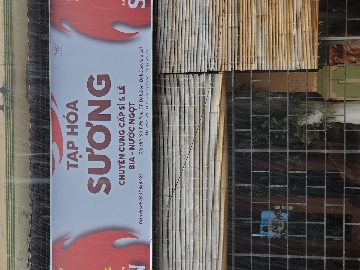 TẠP HÓA
SƯƠNG
CHUYÊN CUNG CẤP SỈ & LẺ
BIA - NƯỚC NGỌT